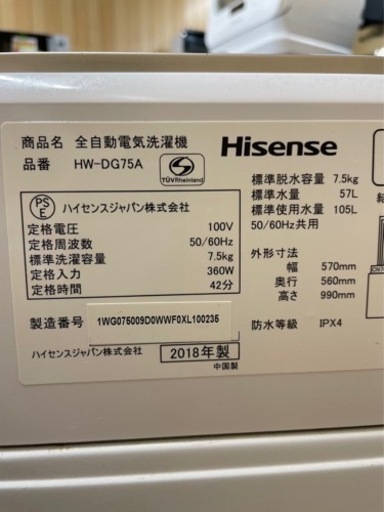 商品名 全自動電気洗濯機
品番 HW-DG75A
TÜVRheinland
Hisense
PS
E
ハイセンスジャパン株式会社
定格電圧 100V
定格周波数 50/60Hz
標準洗濯容量 7.5kg
定格入力 360W
定格時間 42分
標準脱水容量 7.5kg
標準水量 57L
標準使用水量 105L
50/60Hz共用
外形寸法
幅 570mm
奥行 560mm
高さ 990mm
製造番号 1WG075009D0WWF0XL100235
防水等級 IPX4
ハイセンスジャパン株式会社
2018年製
中国製